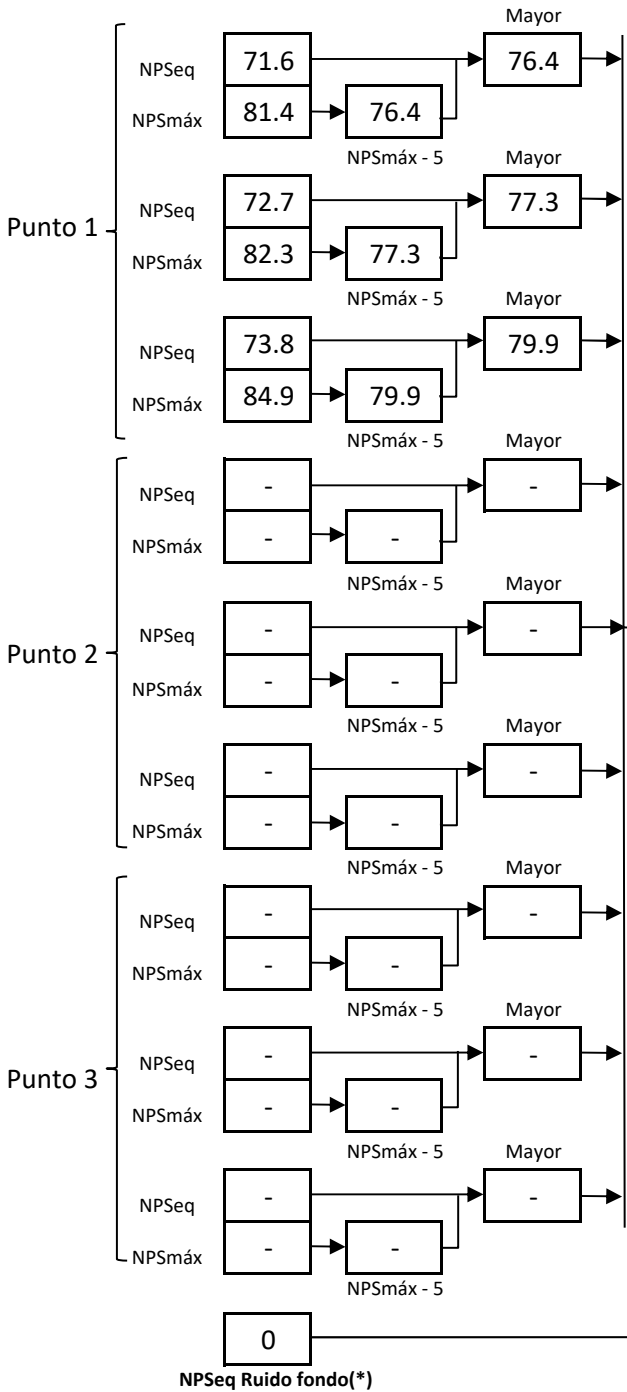 Mayor
NPSeq 71.6 76.4
NPSmáx 81.4 76.4
NPSmáx - 5 Mayor
Punto 1
NPSeq 72.7 77.3
NPSmáx 82.3 77.3
NPSmáx - 5 Mayor
NPSeq 73.8 79.9
NPSmáx 84.9 79.9
NPSmáx - 5 Mayor
NPSeq - -
NPSmáx - -
NPSmáx - 5 Mayor
Punto 2
NPSeq - -
NPSmáx - -
NPSmáx - 5 Mayor
NPSeq - -
NPSmáx - -
NPSmáx - 5 Mayor
NPSeq - -
NPSmáx - -
NPSmáx - 5 Mayor
Punto 3
NPSeq - -
NPSmáx - -
NPSmáx - 5 Mayor
NPSeq - -
NPSmáx - -
NPSmáx - 5
0
NPSeq Ruido fondo(*)